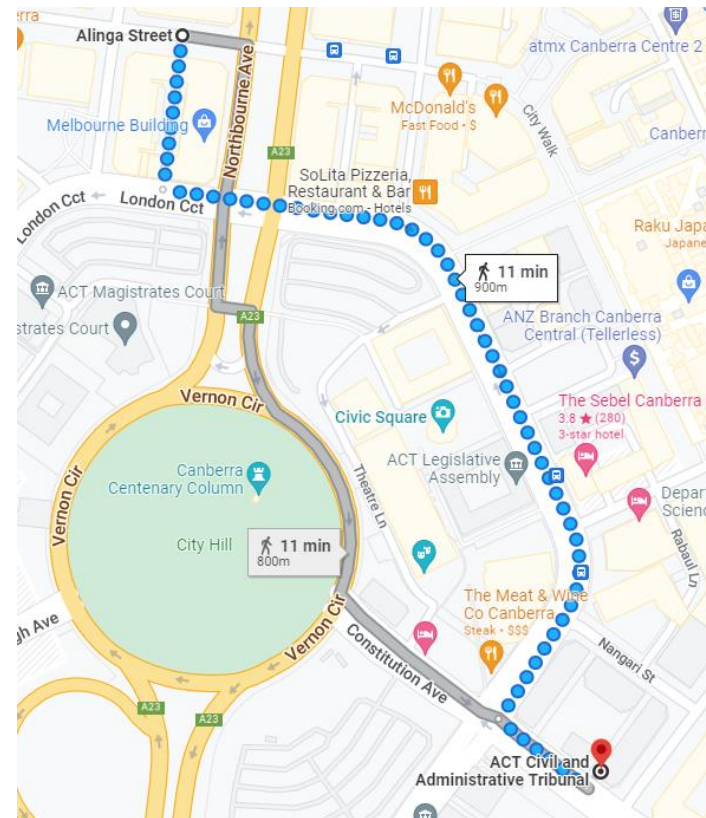 Alinga Street
atmx Canberra Centre 2
McDonald's
Fast Food • $
City Walk
Melbourne Building
Northbourne Ave
A23
Canberr
SoLita Pizzeria,
Restaurant & Bar
Booking.com - Hotels
London Cct
London Cct
Raku Japa
Japane
11 min
900m
ACT Magistrates Court
strates Court
A23
ANZ Branch Canberra
Central (Tellerless)
Vernon Cir
The Sebel Canberra
3.8 ★ (280)
3-star hotel
Civic Square
ACT Legislative
Assembly
Theatre Ln
Canberra
Centenary Column
Vernon Cir
Depar
Scienc
City Hill
11 min
800m
Rabaul Ln
The Meat & Wine
Co Canberra
Steak • $$$
gh Ave
Vernon Cir
Constitution Ave
Nangari St
A23
A23
ACT Civil and
Administrative Tribunal